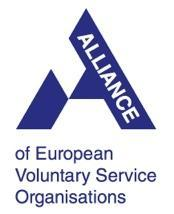 ALLIANCE
of European
Voluntary Service
Organisations